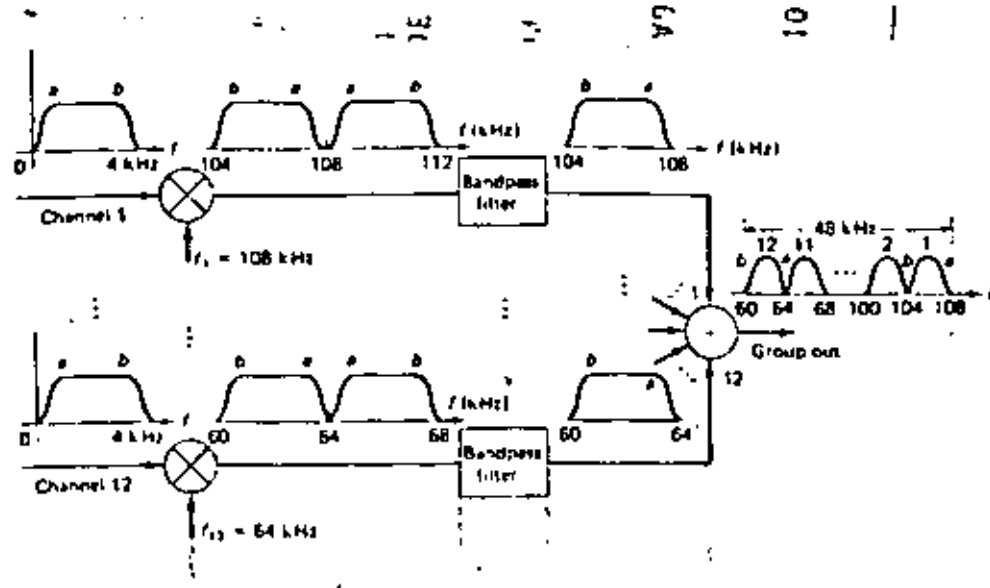 a b
b a a b
b a
0 4 kHz f
104 108 112 f (kHz)
104 108 f (kHz)
Channel 1
Bandpass
filter
f₁ = 108 kHz
48 kHz
b 12 a 11 ... 2 b 1 a
60 64 68 100 104 108
1
+
Group out
12
a b
b a a b
b a
0 4 kHz f
60 64 68 f (kHz)
60 64
Channel 12
Bandpass
filter
f₁₂ = 64 kHz